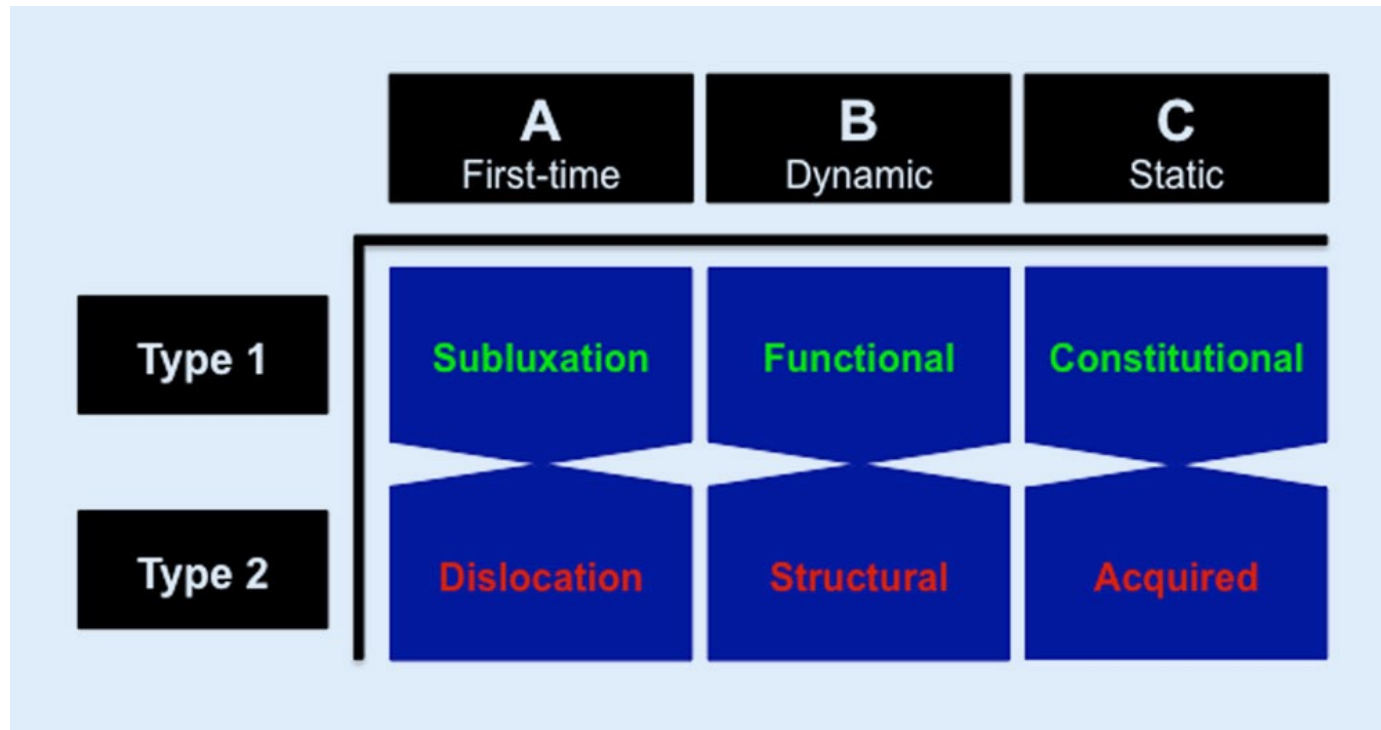 A
First-time
B
Dynamic
C
Static
Type 1
Subluxation
Functional
Constitutional
Type 2
Dislocation
Structural
Acquired